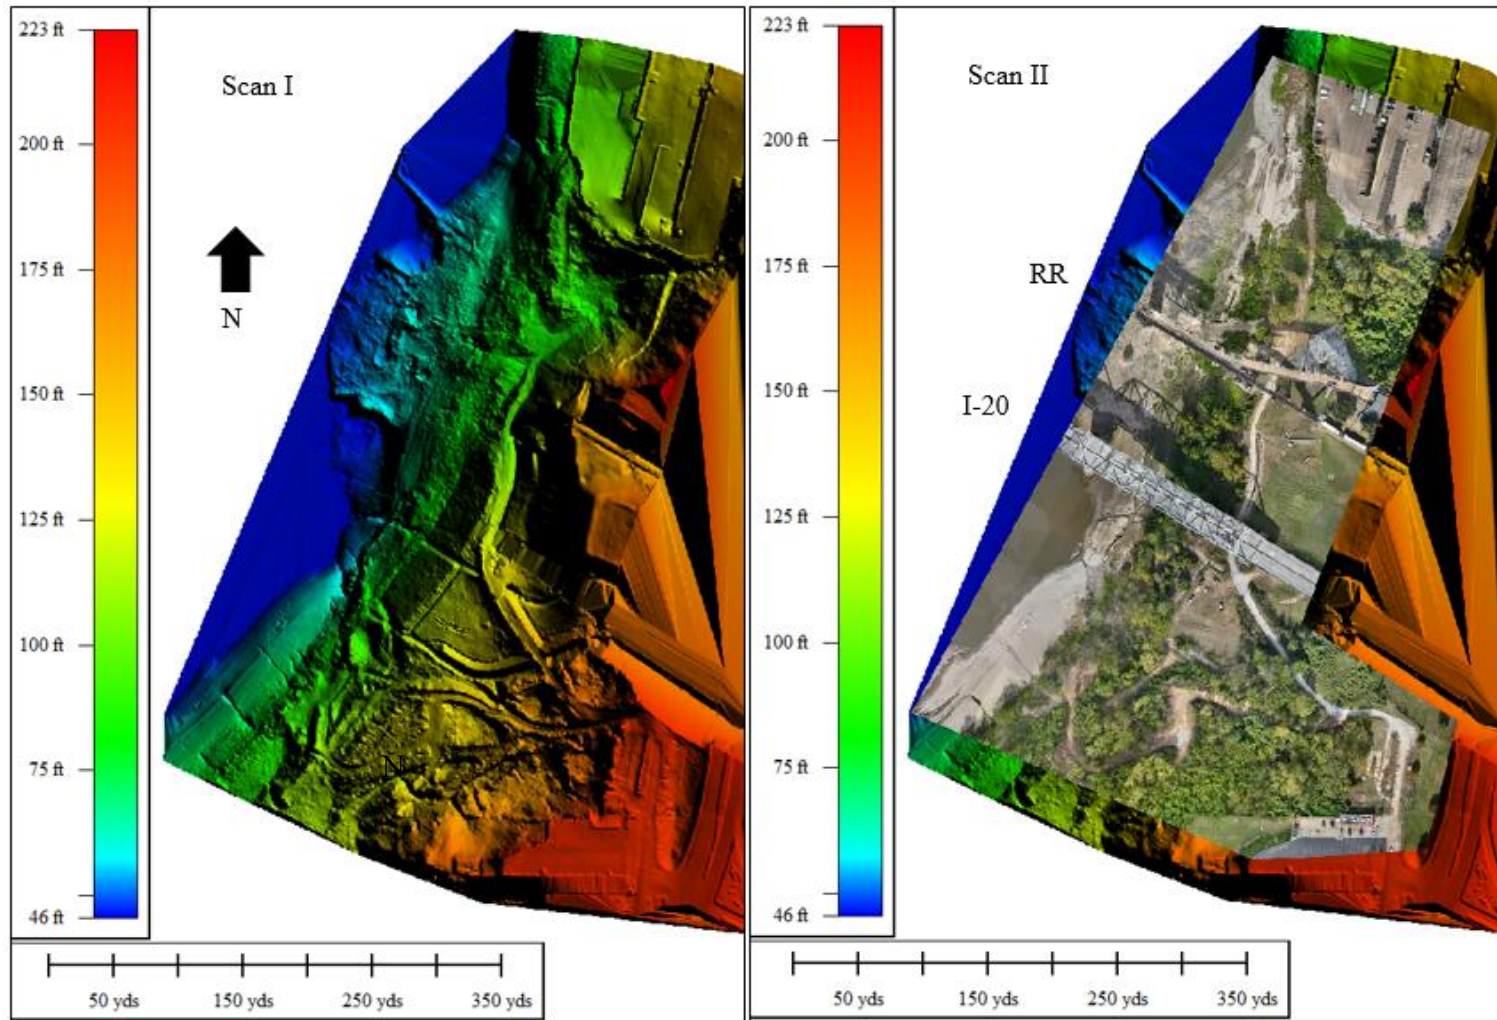 223 ft
200 ft
175 ft
150 ft
125 ft
100 ft
75 ft
46 ft
Scan I
N
N
50 yds
150 yds
250 yds
350 yds
223 ft
200 ft
175 ft
150 ft
125 ft
100 ft
75 ft
46 ft
Scan II
RR
I-20
50 yds
150 yds
250 yds
350 yds